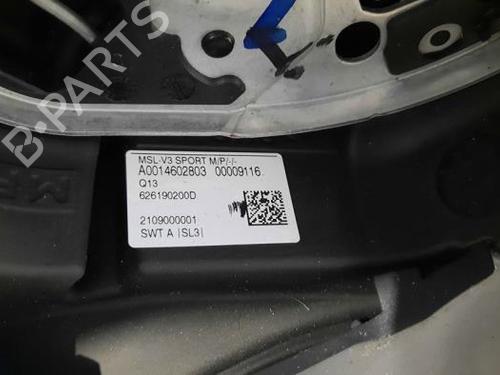 B-PARTS
MSL-V3 SPORT M/P/-/-
A0014602803 00009116
Q13
626190200D
2109000001
SWT A |SL3|